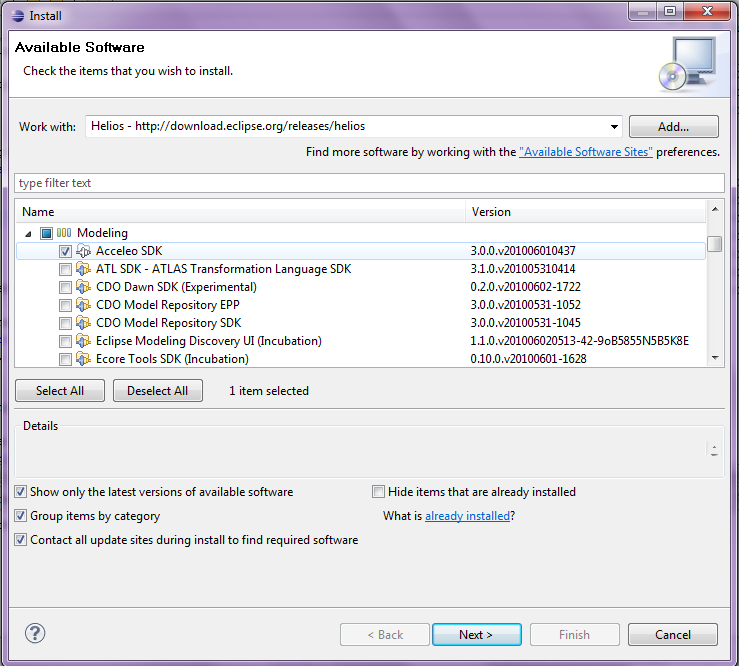 Install
Available Software
Check the items that you wish to install.
Work with: Helios - http://download.eclipse.org/releases/helios Add...
Find more software by working with the "Available Software Sites" preferences.
type filter text
Name Version
Modeling
Acceleo SDK 3.0.0.v201006010437
ATL SDK - ATLAS Transformation Language SDK 3.1.0.v201005310414
CDO Dawn SDK (Experimental) 0.2.0.v20100602-1722
CDO Model Repository EPP 3.0.0.v20100531-1052
CDO Model Repository SDK 3.0.0.v20100531-1045
Eclipse Modeling Discovery UI (Incubation) 1.1.0.v201006020513-42-9oB5855N5B5K8E
Ecore Tools SDK (Incubation) 0.10.0.v20100601-1628
Select All Deselect All 1 item selected
Details
Show only the latest versions of available software Hide items that are already installed
Group items by category What is already installed?
Contact all update sites during install to find required software
? < Back Next > Finish Cancel